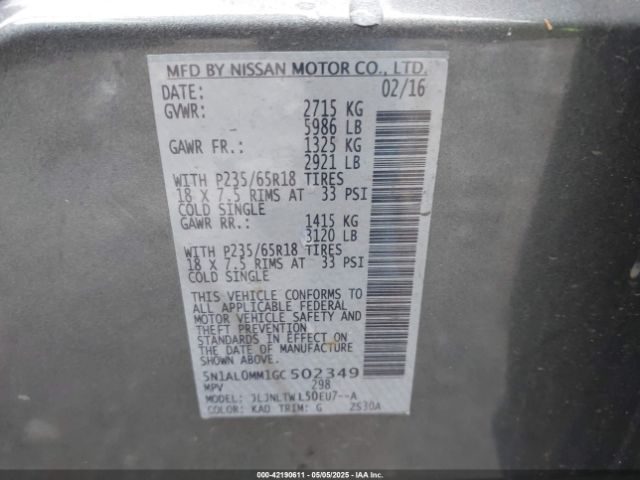 MFD BY NISSAN MOTOR CO., LTD.
DATE: 02/16
GVWR: 2715 KG
5986 LB
GAWR FR.: 1325 KG
2921 LB
WITH P235/65R18 TIRES
18 X 7.5 RIMS AT 33 PSI
COLD SINGLE
GAWR RR.: 1415 KG
3120 LB
WITH P235/65R18 TIRES
18 X 7.5 RIMS AT 33 PSI
COLD SINGLE
THIS VEHICLE CONFORMS TO
ALL APPLICABLE FEDERAL
MOTOR VEHICLE SAFETY AND
THEFT PREVENTION
STANDARDS IN EFFECT ON
THE DATE OF MANUFACTURE
SHOWN ABOVE.
5N1AL0MM1GC502349
MPV 298
MODEL: JLJNLTWL50EU7--A
COLOR: KAD TRIM: G 2S30A
000-42190611 - 05/05/2025 - IAAI.COM